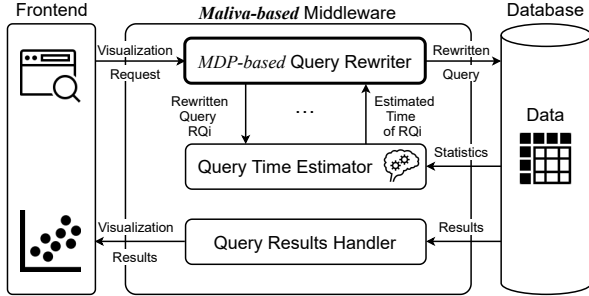 Frontend
Maliva-based Middleware
Database
Visualization
Request
MDP-based Query Rewriter
Rewritten
Query
Rewritten
Query
RQi
...
Estimated
Time
of RQi
Data
Query Time Estimator
Statistics
Visualization
Results
Query Results Handler
Results